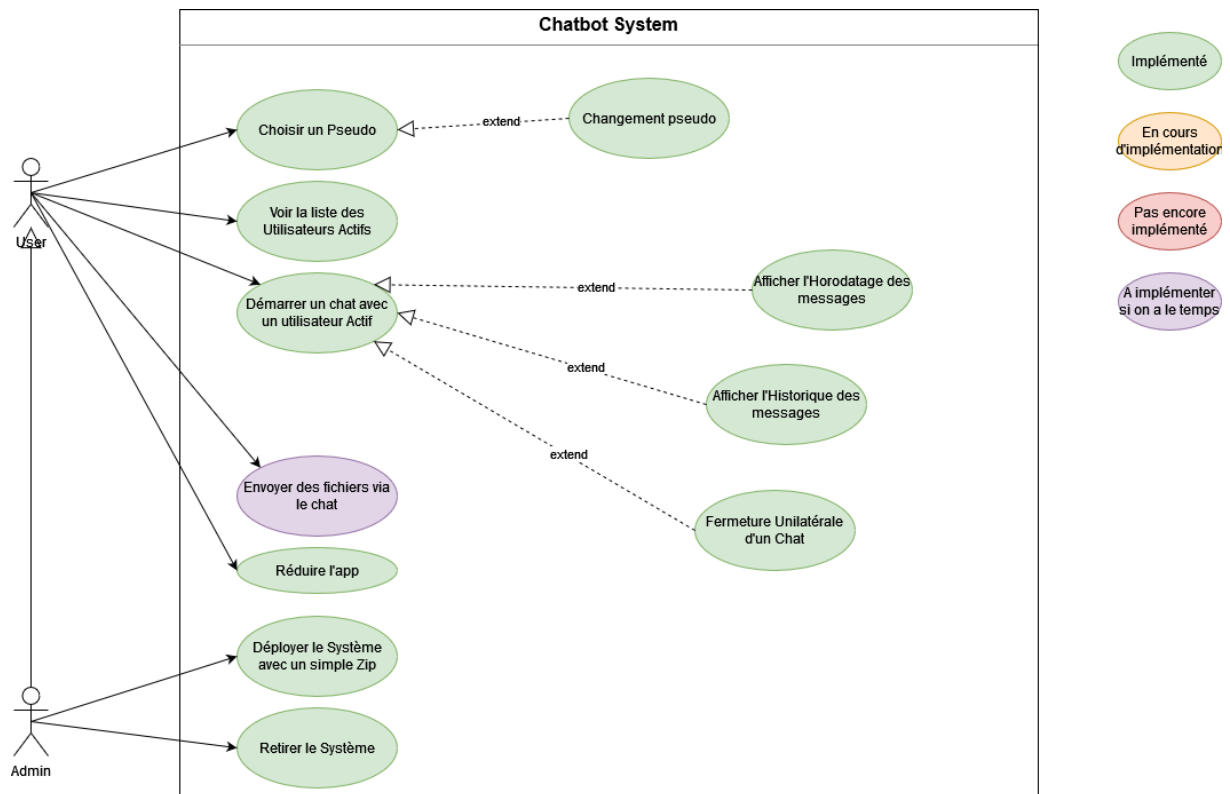 Chatbot System
Choisir un Pseudo
extend
Changement pseudo
Voir la liste des
Utilisateurs Actifs
User
Démarrer un chat avec
un utilisateur Actif
extend
Afficher l'Horodatage des
messages
extend
Afficher l'Historique des
messages
extend
Envoyer des fichiers via
le chat
Fermeture Unilatérale
d'un Chat
Réduire l'app
Déployer le Système
avec un simple Zip
Retirer le Système
Admin
Implémenté
En cours
d'implémentation
Pas encore
implémenté
A implémenter
si on a le temps